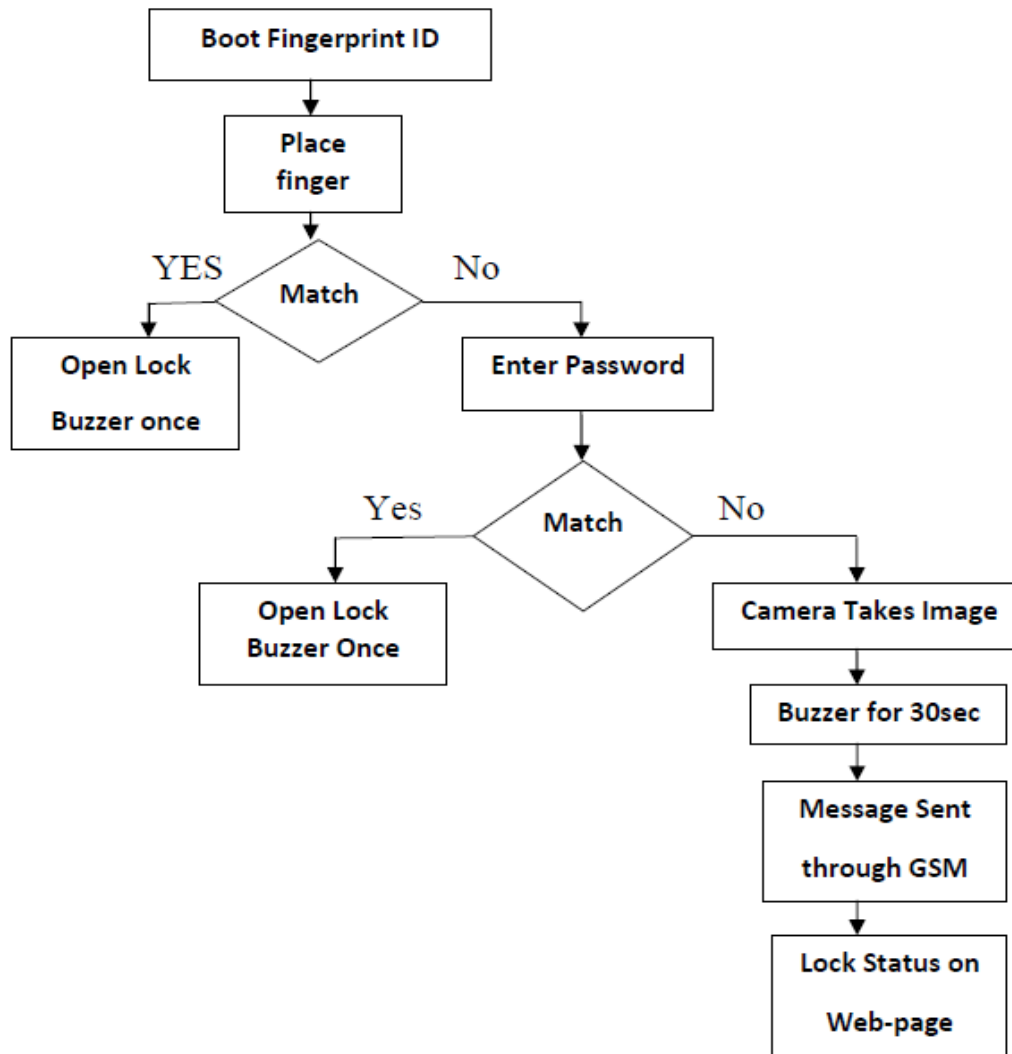 Boot Fingerprint ID
Place
finger
YES
No
Match
Open Lock
Buzzer once
Enter Password
Yes
No
Match
Open Lock
Buzzer Once
Camera Takes Image
Buzzer for 30sec
Message Sent
through GSM
Lock Status on
Web-page